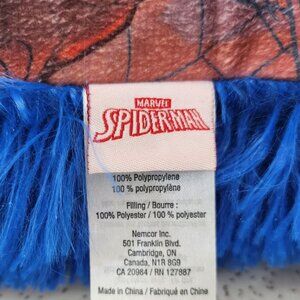 MARVEL
SPIDER-MAN
100% Polypropylene
100 % polypropylène
Filling / Bourre :
100% Polyester / 100 % polyester
Nemcor Inc.
501 Franklin Blvd.
Cambridge, ON
Canada, N1R 8G9
CA 20984 / RN 127887
Made in China / Fabriqué en Chine